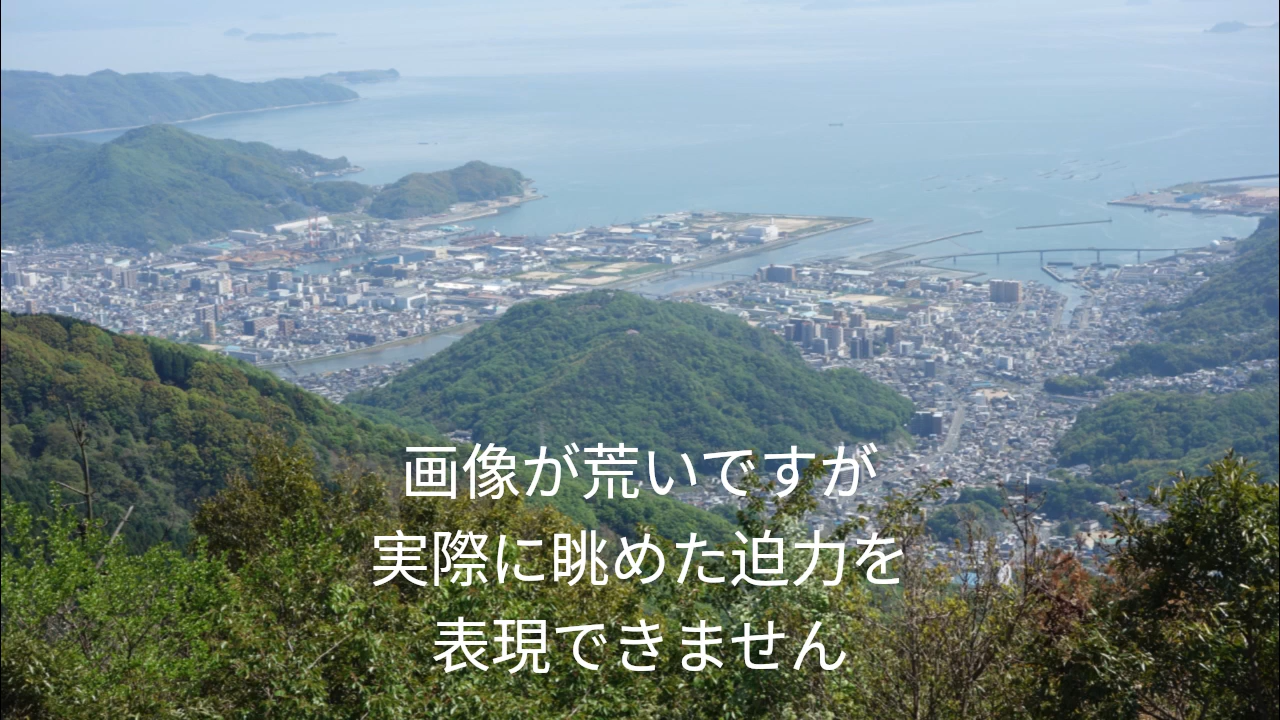 画像が荒いですが
実際に眺めた迫力を
表現できません